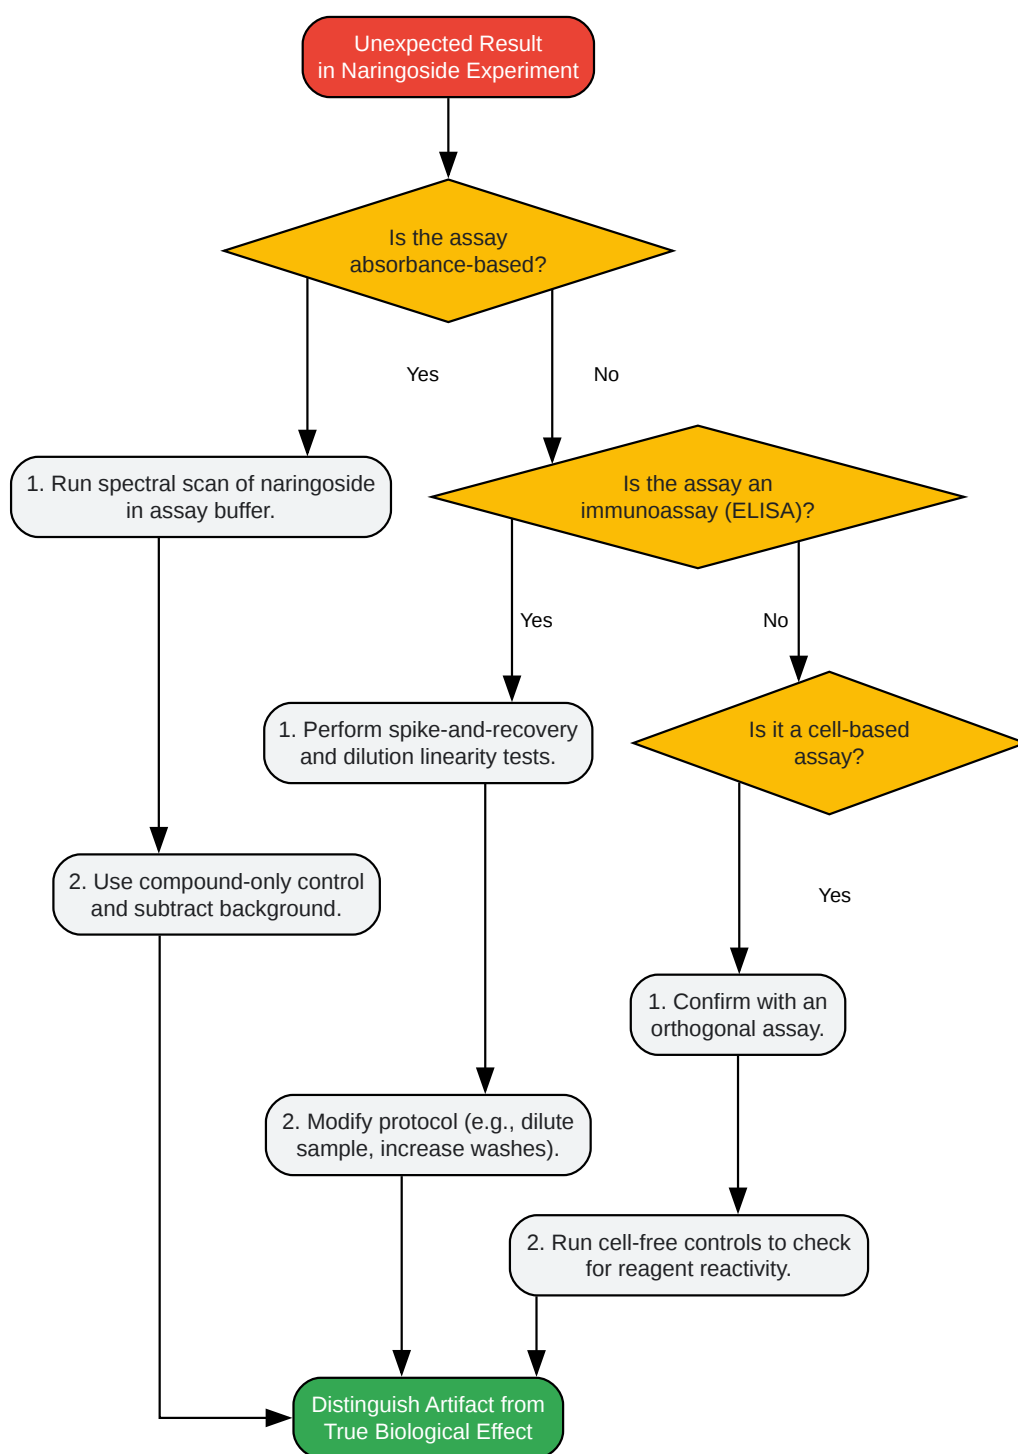 Unexpected Result
in Naringoside Experiment
Is the assay
absorbance-based?
Yes
No
1. Run spectral scan of naringoside
in assay buffer.
Is the assay an
immunoassay (ELISA)?
Yes
No
1. Perform spike-and-recovery
and dilution linearity tests.
Is it a cell-based
assay?
2. Use compound-only control
and subtract background.
Yes
1. Confirm with an
orthogonal assay.
2. Modify protocol (e.g., dilute
sample, increase washes).
2. Run cell-free controls to check
for reagent reactivity.
Distinguish Artifact from
True Biological Effect